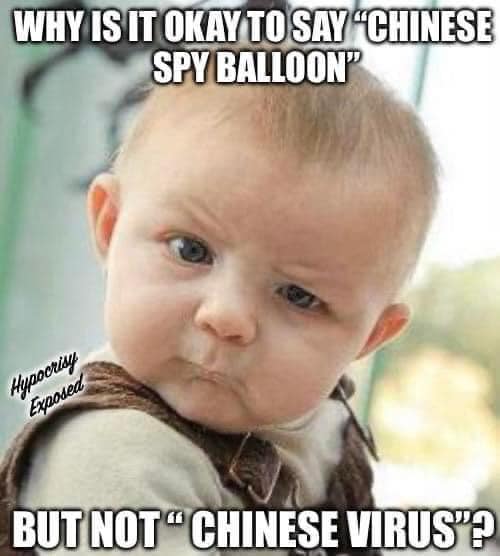 WHY IS IT OKAY TO SAY “CHINESE
SPY BALLOON”
Hypocrisy
Exposed
BUT NOT “ CHINESE VIRUS”?